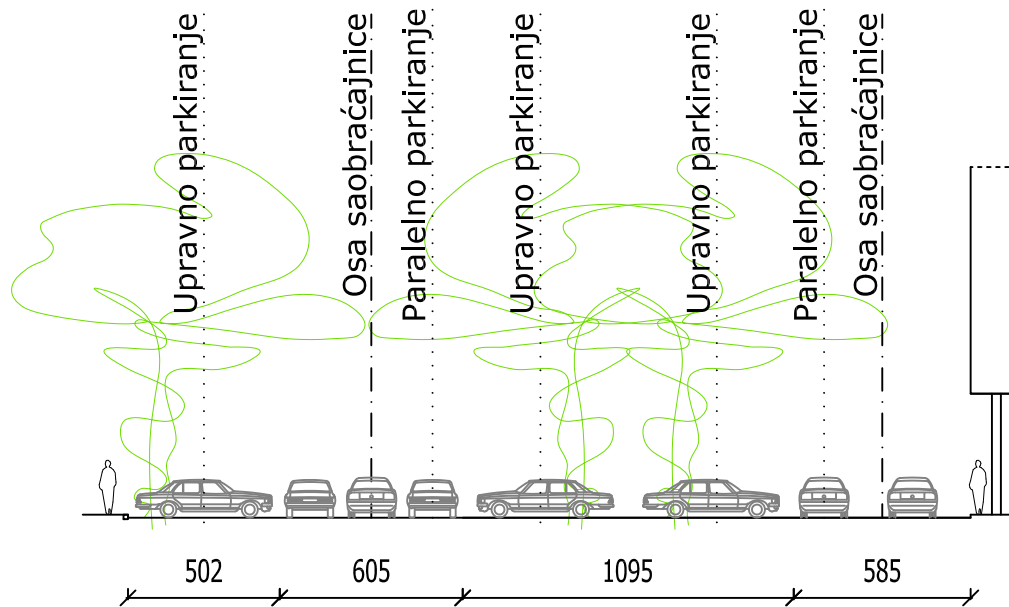 Upravno parkiranje
Osa saobraćajnice
Paralelno parkiranje
Upravno parkiranje
Upravno parkiranje
Paralelno parkiranje
Osa saobraćajnice
502
605
1095
585